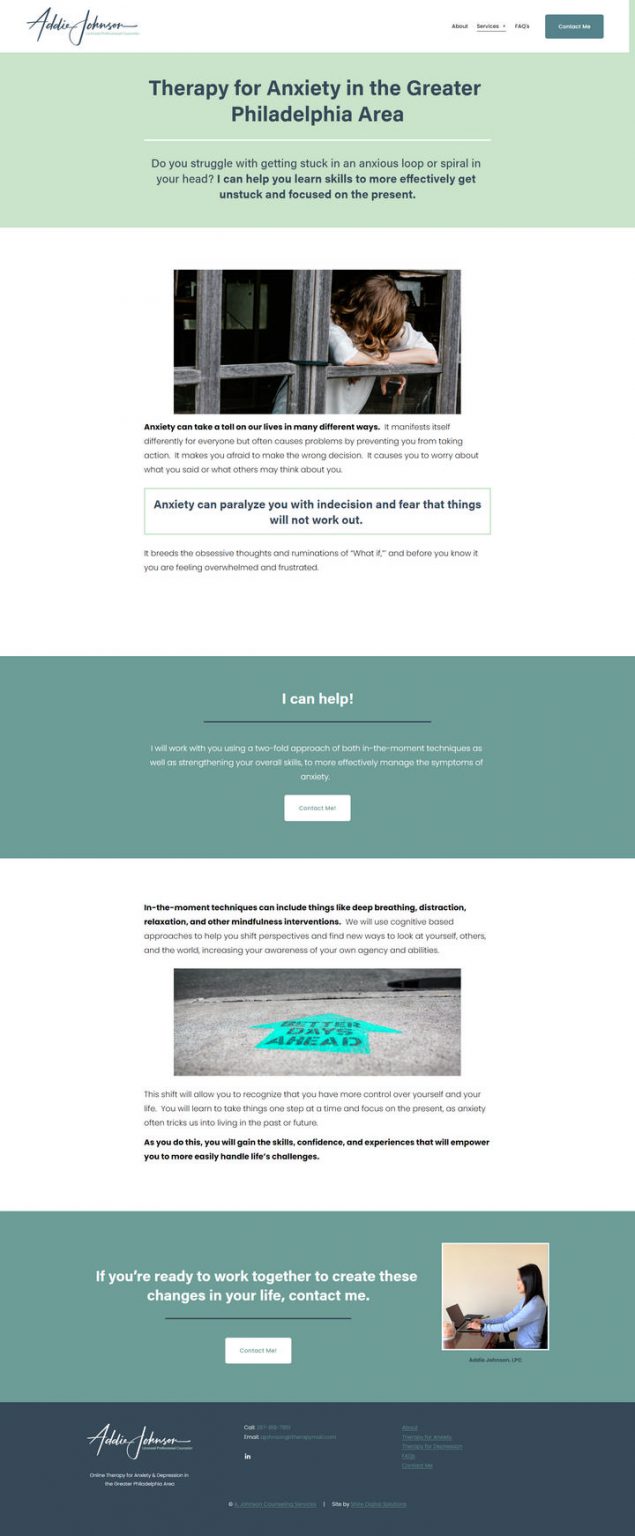 Addie Johnson
Licensed Professional Counselor
About Services FAQ's Contact Me
Therapy for Anxiety in the Greater
Philadelphia Area
Do you struggle with getting stuck in an anxious loop or spiral in
your head? I can help you learn skills to more effectively get
unstuck and focused on the present.
Anxiety can take a toll on our lives in many different ways. It manifests itself
differently for everyone but often causes problems by preventing you from taking
action. It makes you afraid to make the wrong decision. It causes you to worry about
what you said or what others may think about you.
Anxiety can paralyze you with indecision and fear that things
will not work out.
It breeds the obsessive thoughts and ruminations of “What if,” and before you know it
you are feeling overwhelmed and frustrated.
I can help!
I will work with you using a two-fold approach of both in-the-moment techniques as
well as strengthening your overall skills, to more effectively manage the symptoms of
anxiety.
Contact Me!
In-the-moment techniques can include things like deep breathing, distraction,
relaxation, and other mindfulness interventions. We will use cognitive based
approaches to help you shift perspectives and find new ways to look at yourself, others,
and the world, increasing your awareness of your own agency and abilities.
BETTER
DAYS
AHEAD
This shift will allow you to recognize that you have more control over yourself and your
life. You will learn to take things one step at a time and focus on the present, as anxiety
often tricks us into living in the past or future.
As you do this, you will gain the skills, confidence, and experiences that will empower
you to more easily handle life’s challenges.
If you’re ready to work together to create these
changes in your life, contact me.
Contact Me!
Addie Johnson, LPC
Addie Johnson
Licensed Professional Counselor
Online Therapy for Anxiety & Depression in
the Greater Philadelphia Area
Call:
Email:
in
About
Therapy for Anxiety
Therapy for Depression
FAQs
Contact Me
© A. Johnson Counseling Services | Site by Shire Digital Solutions